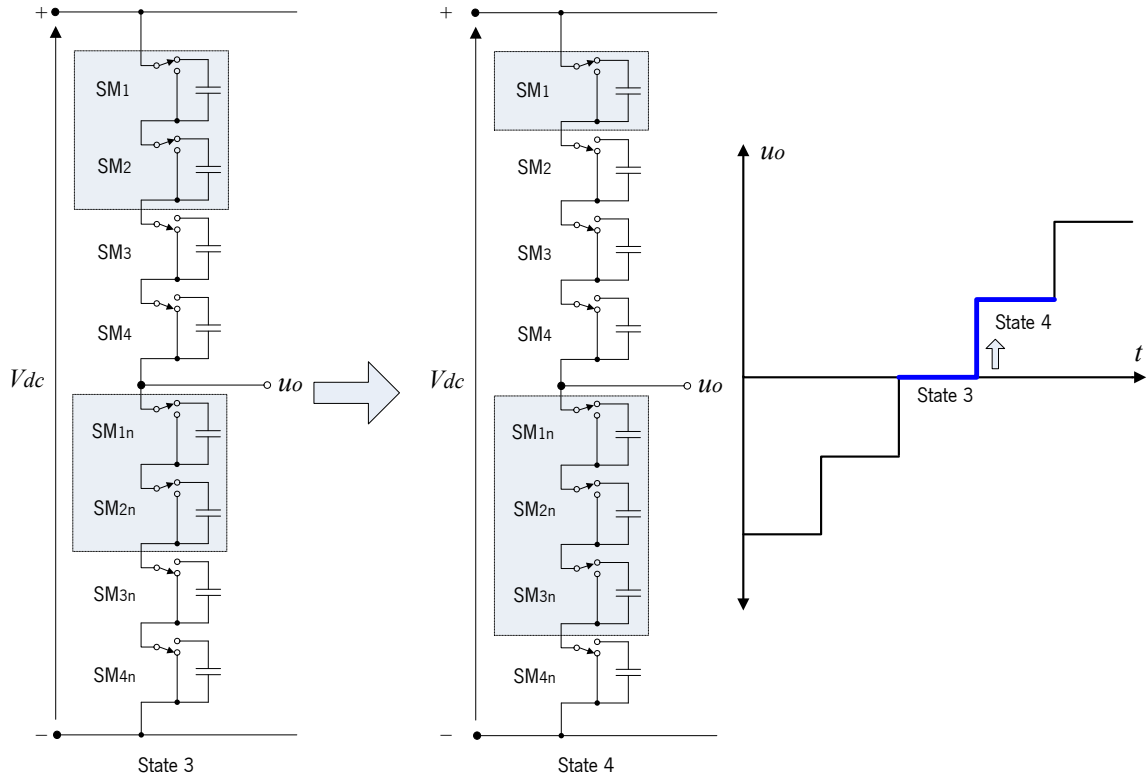 +
SM1
SM2
SM3
SM4
Vdc
uo
SM1n
SM2n
SM3n
SM4n
−
State 3
+
SM1
SM2
SM3
SM4
Vdc
uo
SM1n
SM2n
SM3n
SM4n
−
State 4
uo
State 4
t
State 3